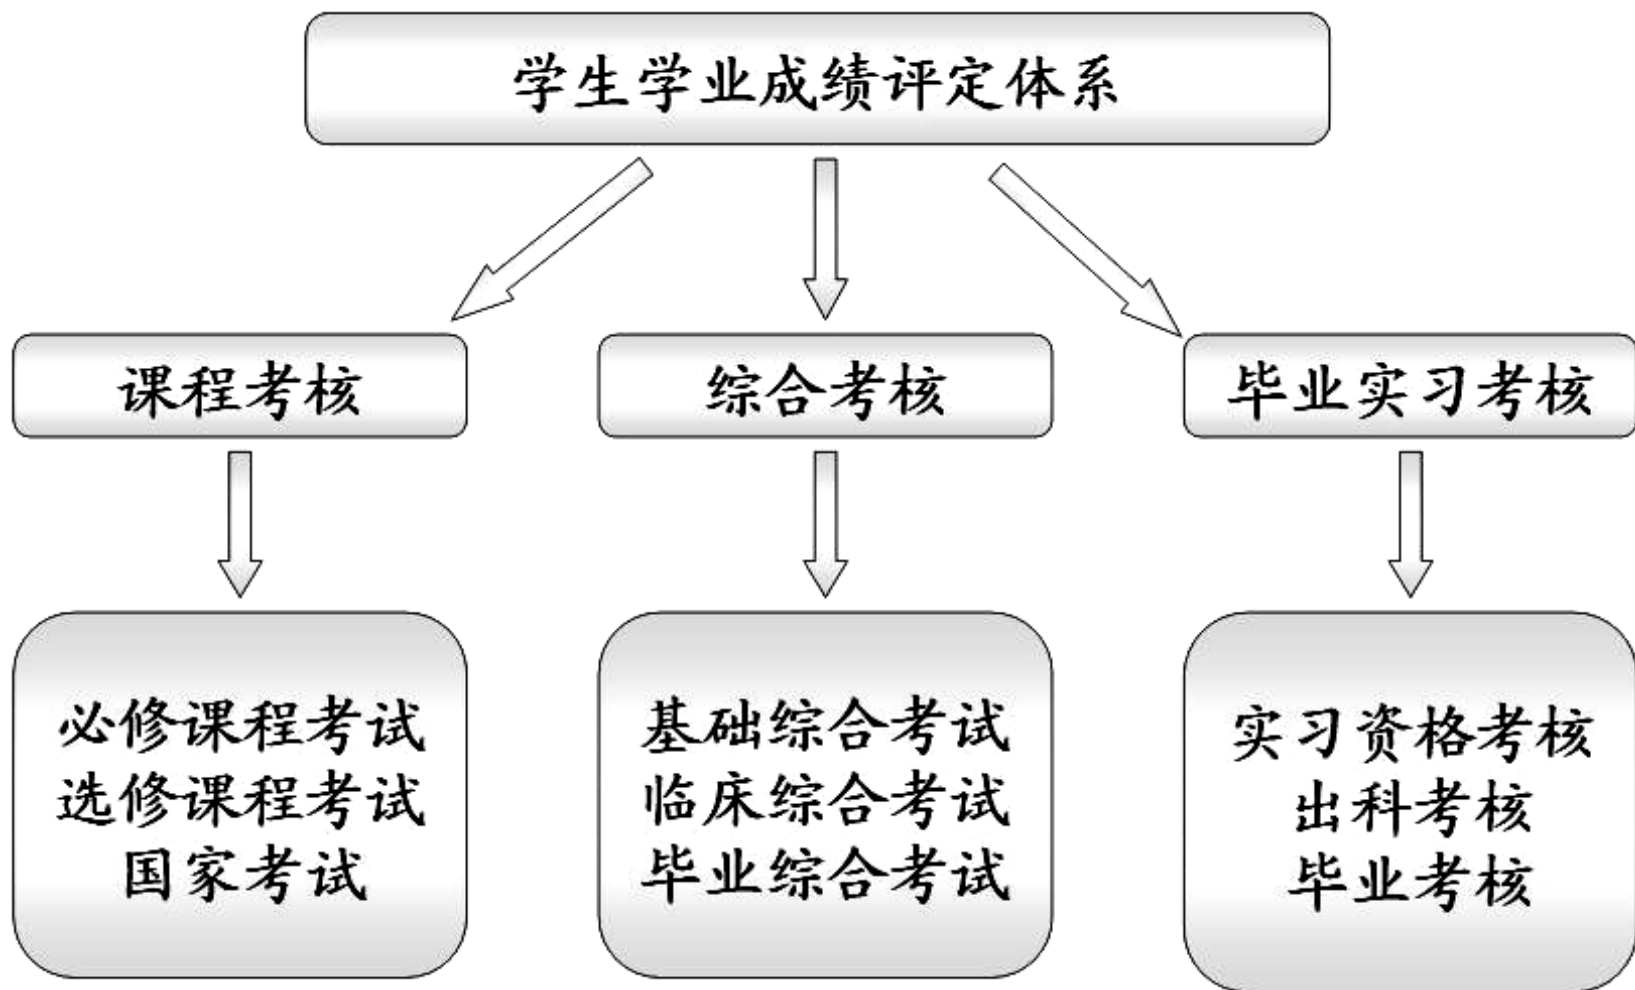 学生学业成绩评定体系
课程考核
综合考核
毕业实习考核
必修课程考试
选修课程考试
国家考试
基础综合考试
临床综合考试
毕业综合考试
实习资格考核
出科考核
毕业考核